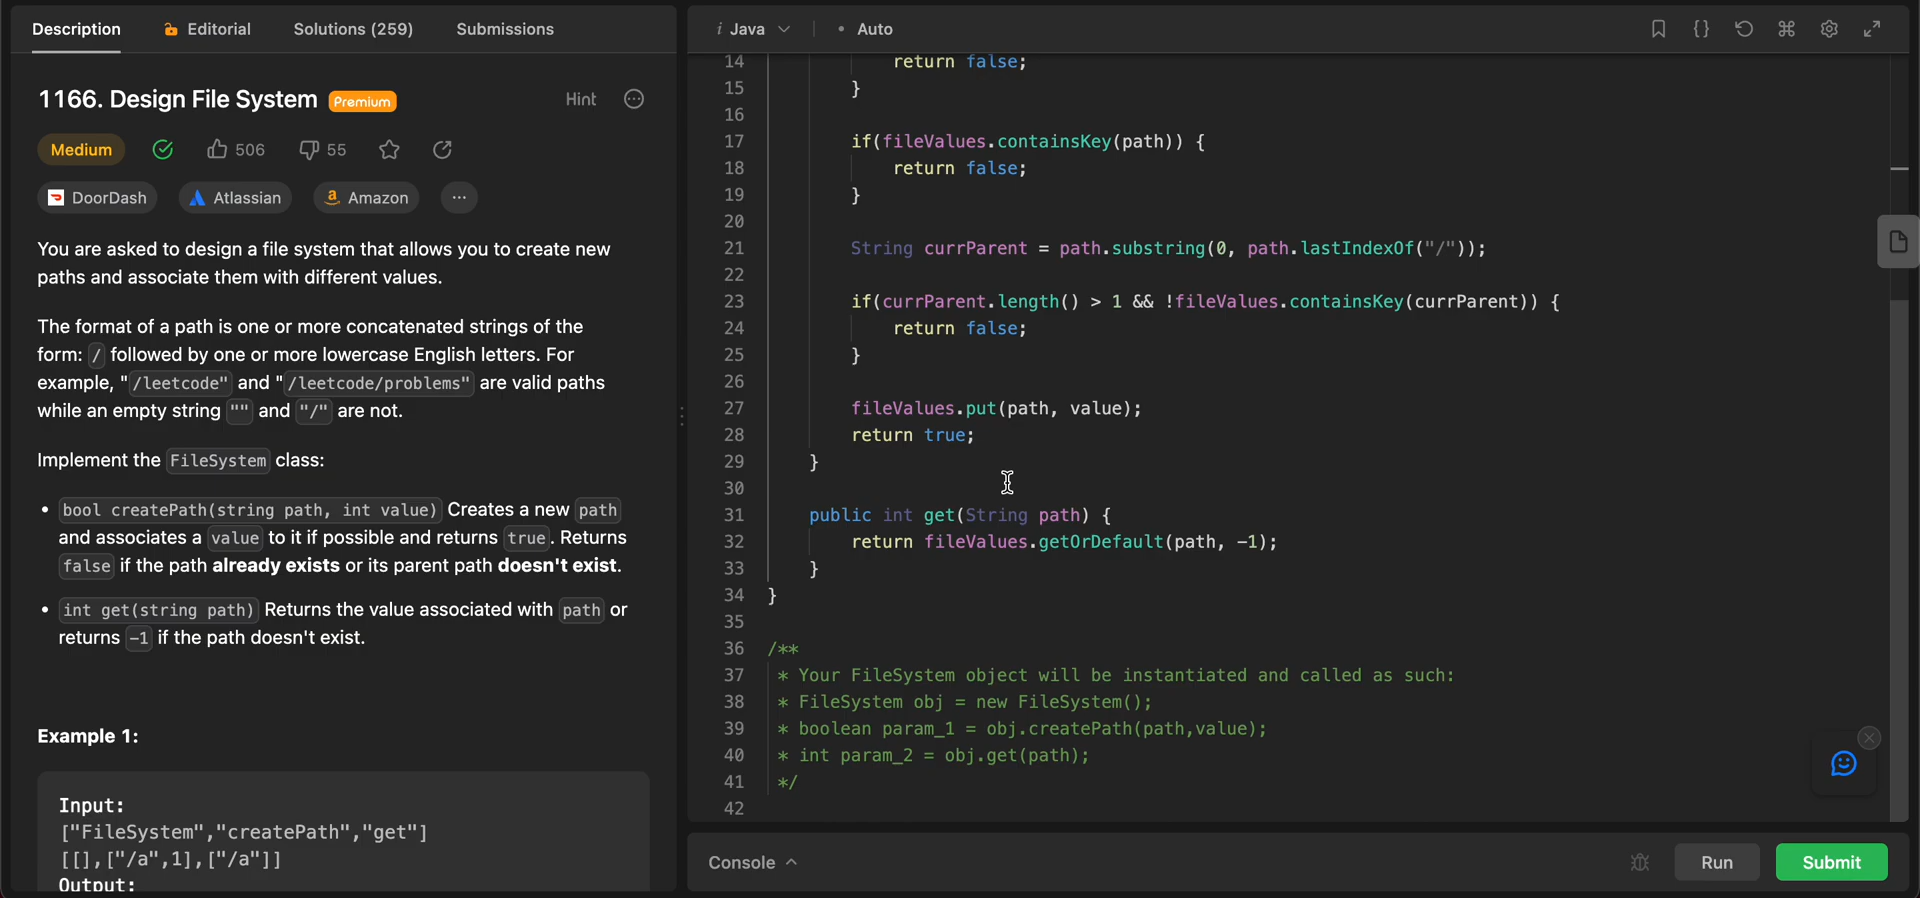 Description Editorial Solutions (259) Submissions
1166. Design File System Premium Hint
Medium 506 55
DoorDash Atlassian Amazon ...
You are asked to design a file system that allows you to create new
paths and associate them with different values.
The format of a path is one or more concatenated strings of the
form: / followed by one or more lowercase English letters. For
example, "/leetcode" and "/leetcode/problems" are valid paths
while an empty string "" and "/" are not.
Implement the FileSystem class:
• bool createPath(string path, int value) Creates a new path
and associates a value to it if possible and returns true. Returns
false if the path already exists or its parent path doesn't exist.
• int get(string path) Returns the value associated with path or
returns -1 if the path doesn't exist.
Example 1:
Input:
["FileSystem","createPath","get"]
[[],["/a",1],["/a"]]
Output:
i Java • Auto {}
14 return false;
15 }
16
17 if(fileValues.containsKey(path)) {
18 return false;
19 }
20
21 String currParent = path.substring(0, path.lastIndexOf("/"));
22
23 if(currParent.length() > 1 && !fileValues.containsKey(currParent)) {
24 return false;
25 }
26
27 fileValues.put(path, value);
28 return true;
29 }
30
31 public int get(String path) {
32 return fileValues.getOrDefault(path, -1);
33 }
34 }
35
36 /**
37 * Your FileSystem object will be instantiated and called as such:
38 * FileSystem obj = new FileSystem();
39 * boolean param_1 = obj.createPath(path,value);
40 * int param_2 = obj.get(path);
41 */
42
Console Run Submit